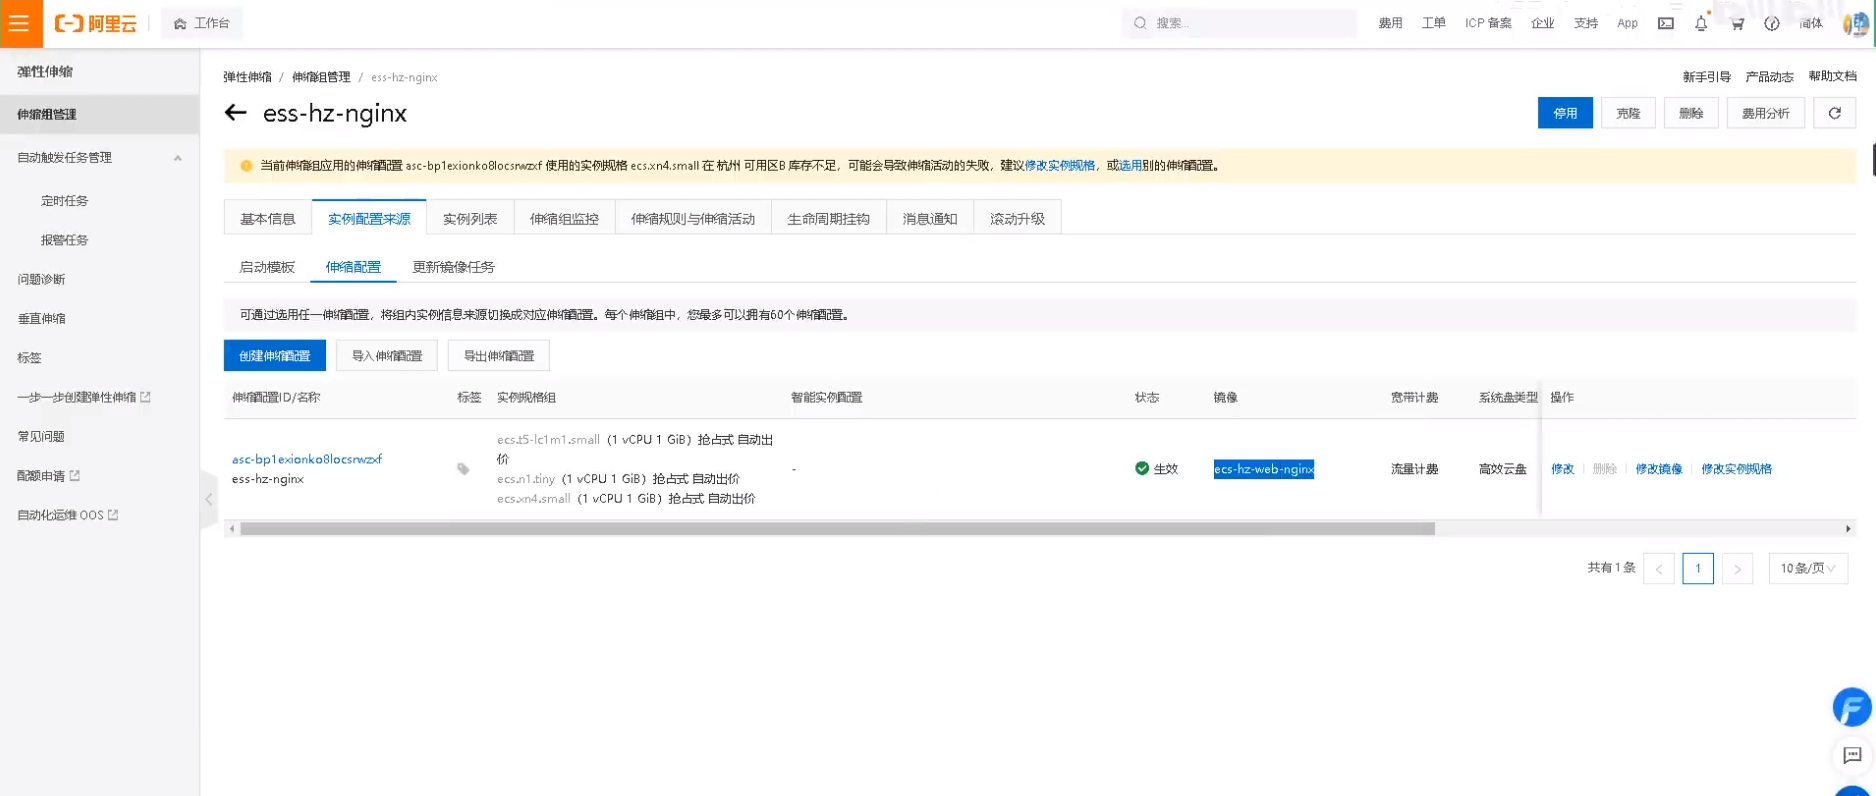 阿里云
工作台
搜索...
费用
工单
ICP 备案
企业
支持
App
简体
弹性伸缩
伸缩组管理
自动触发任务管理
定时任务
报警任务
问题诊断
垂直伸缩
标签
一步一步创建弹性伸缩
常见问题
配额申请
自动化运维 OOS
弹性伸缩 / 伸缩组管理 / ess-hz-nginx
新手引导
产品动态
帮助文档
ess-hz-nginx
停用
克隆
删除
费用分析
当前伸缩组应用的伸缩配置 asc-bp1exionko8locsrwzxf 使用的实例规格 ecs.xn4.small 在 杭州 可用区B 库存不足，可能会导致伸缩活动的失败，建议修改实例规格，或选用别的伸缩配置。
基本信息
实例配置来源
实例列表
伸缩组监控
伸缩规则与伸缩活动
生命周期挂钩
消息通知
滚动升级
启动模板
伸缩配置
更新镜像任务
可通过选用任一伸缩配置，将组内实例信息来源切换成对应伸缩配置。每个伸缩组中，您最多可以拥有60个伸缩配置。
创建伸缩配置
导入伸缩配置
导出伸缩配置
伸缩配置ID/名称
标签
实例规格组
智能实例配置
状态
镜像
宽带计费
系统盘类型
操作
asc-bp1exionko8locsrwzxf
ess-hz-nginx
ecs.t5-lc1m1.small（1 vCPU 1 GiB）抢占式 自动出
价
ecs.n1.tiny（1 vCPU 1 GiB）抢占式 自动出价
ecs.xn4.small（1 vCPU 1 GiB）抢占式 自动出价
-
生效
ecs-hz-web-nginx
流量计费
高效云盘
修改
删除
修改镜像
修改实例规格
共有 1 条
1
10 条/页